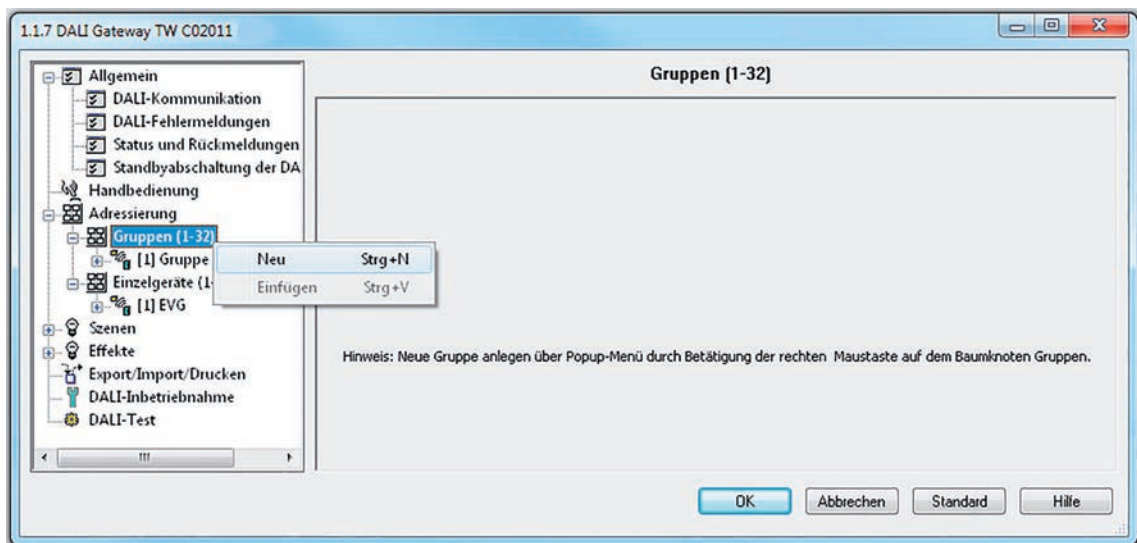 1.1.7 DALI Gateway TW C02011
Allgemein
DALI-Kommunikation
DALI-Fehlermeldungen
Status und Rückmeldungen
Standbyabschaltung der DA
Handbedienung
Adressierung
Gruppen (1-32)
[1] Gruppe
Einzelgeräte (1-
[1] EVG
Szenen
Effekte
Export/Import/Drucken
DALI-Inbetriebnahme
DALI-Test
Neu Strg+N
Einfügen Strg+V
Gruppen (1-32)
Hinweis: Neue Gruppe anlegen über Popup-Menü durch Betätigung der rechten Maustaste auf dem Baumknoten Gruppen.
OK Abbrechen Standard Hilfe